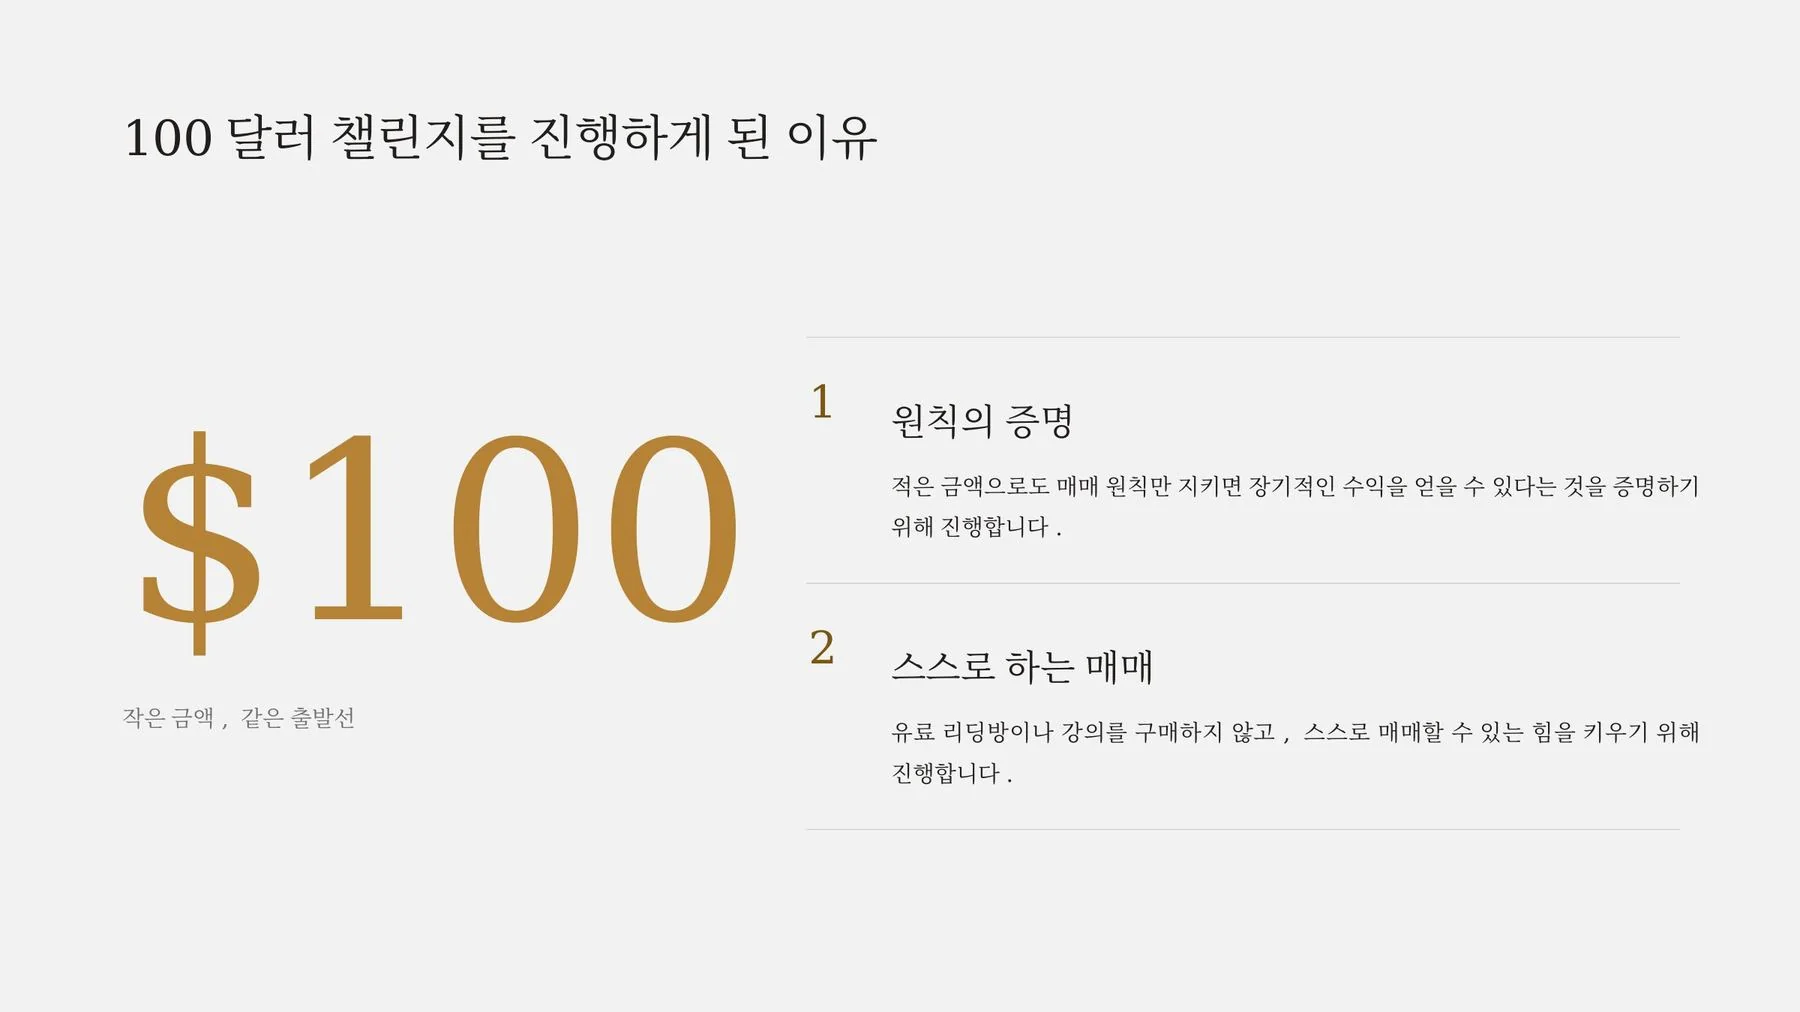 100 달러 챌린지를 진행하게 된 이유
$100
작은 금액 , 같은 출발선
1
원칙의 증명
적은 금액으로도 매매 원칙만 지키면 장기적인 수익을 얻을 수 있다는 것을 증명하기
위해 진행합니다 .
2
스스로 하는 매매
유료 리딩방이나 강의를 구매하지 않고 , 스스로 매매할 수 있는 힘을 키우기 위해
진행합니다 .